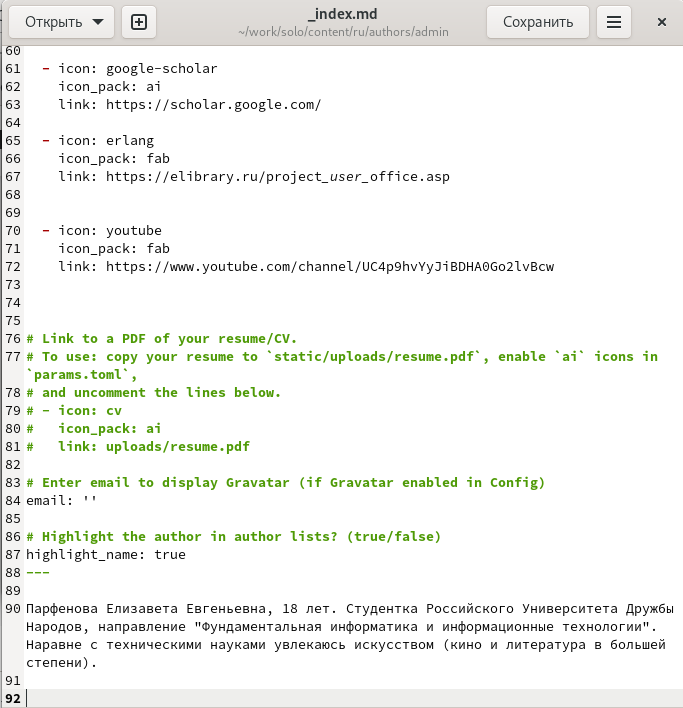 Открыть
_index.md
~/work/solo/content/ru/authors/admin
Сохранить
60
61 - icon: google-scholar
62 icon_pack: ai
63 link: https://scholar.google.com/
64
65 - icon: erlang
66 icon_pack: fab
67 link: https://elibrary.ru/project_user_office.asp
68
69
70 - icon: youtube
71 icon_pack: fab
72 link: https://www.youtube.com/channel/UC4p9hvYyJiBDHA0Go2lvBcw
73
74
75
76 # Link to a PDF of your resume/CV.
77 # To use: copy your resume to `static/uploads/resume.pdf`, enable `ai` icons in
`params.toml`,
78 # and uncomment the lines below.
79 # - icon: cv
80 #   icon_pack: ai
81 #   link: uploads/resume.pdf
82
83 # Enter email to display Gravatar (if Gravatar enabled in Config)
84 email: ''
85
86 # Highlight the author in author lists? (true/false)
87 highlight_name: true
88 ---
89
90 Парфенова Елизавета Евгеньевна, 18 лет. Студентка Российского Университета Дружбы
Народов, направление "Фундаментальная информатика и информационные технологии".
Наравне с техническими науками увлекаюсь искусством (кино и литература в большей
степени).
91
92